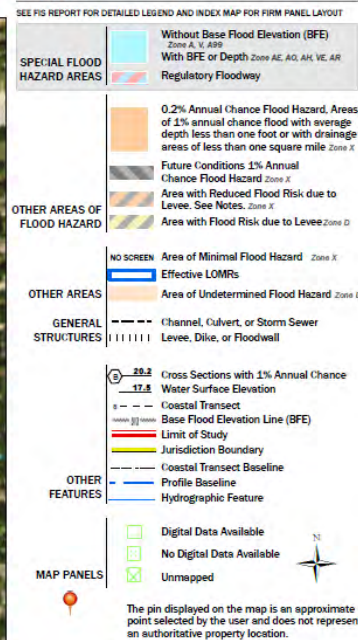 SEE FIS REPORT FOR DETAILED LEGEND AND INDEX MAP FOR FIRM PANEL LAYOUT
SPECIAL FLOOD
HAZARD AREAS
Without Base Flood Elevation (BFE)
Zone A, V, A99
With BFE or Depth Zone AE, AO, AH, VE, AR
Regulatory Floodway
OTHER AREAS OF
FLOOD HAZARD
0.2% Annual Chance Flood Hazard, Areas
of 1% annual chance flood with average
depth less than one foot or with drainage
areas of less than one square mile Zone X
Future Conditions 1% Annual
Chance Flood Hazard Zone X
Area with Reduced Flood Risk due to
Levee. See Notes. Zone X
Area with Flood Risk due to Levee Zone D
OTHER AREAS
NO SCREEN Area of Minimal Flood Hazard Zone X
Effective LOMRs
Area of Undetermined Flood Hazard Zone
GENERAL
STRUCTURES
Channel, Culvert, or Storm Sewer
Levee, Dike, or Floodwall
OTHER
FEATURES
B 20.2 Cross Sections with 1% Annual Chance
17.5 Water Surface Elevation
Coastal Transect
Base Flood Elevation Line (BFE)
Limit of Study
Jurisdiction Boundary
Coastal Transect Baseline
Profile Baseline
Hydrographic Feature
MAP PANELS
Digital Data Available
No Digital Data Available
Unmapped
N
The pin displayed on the map is an approximate
point selected by the user and does not represen
an authoritative property location.